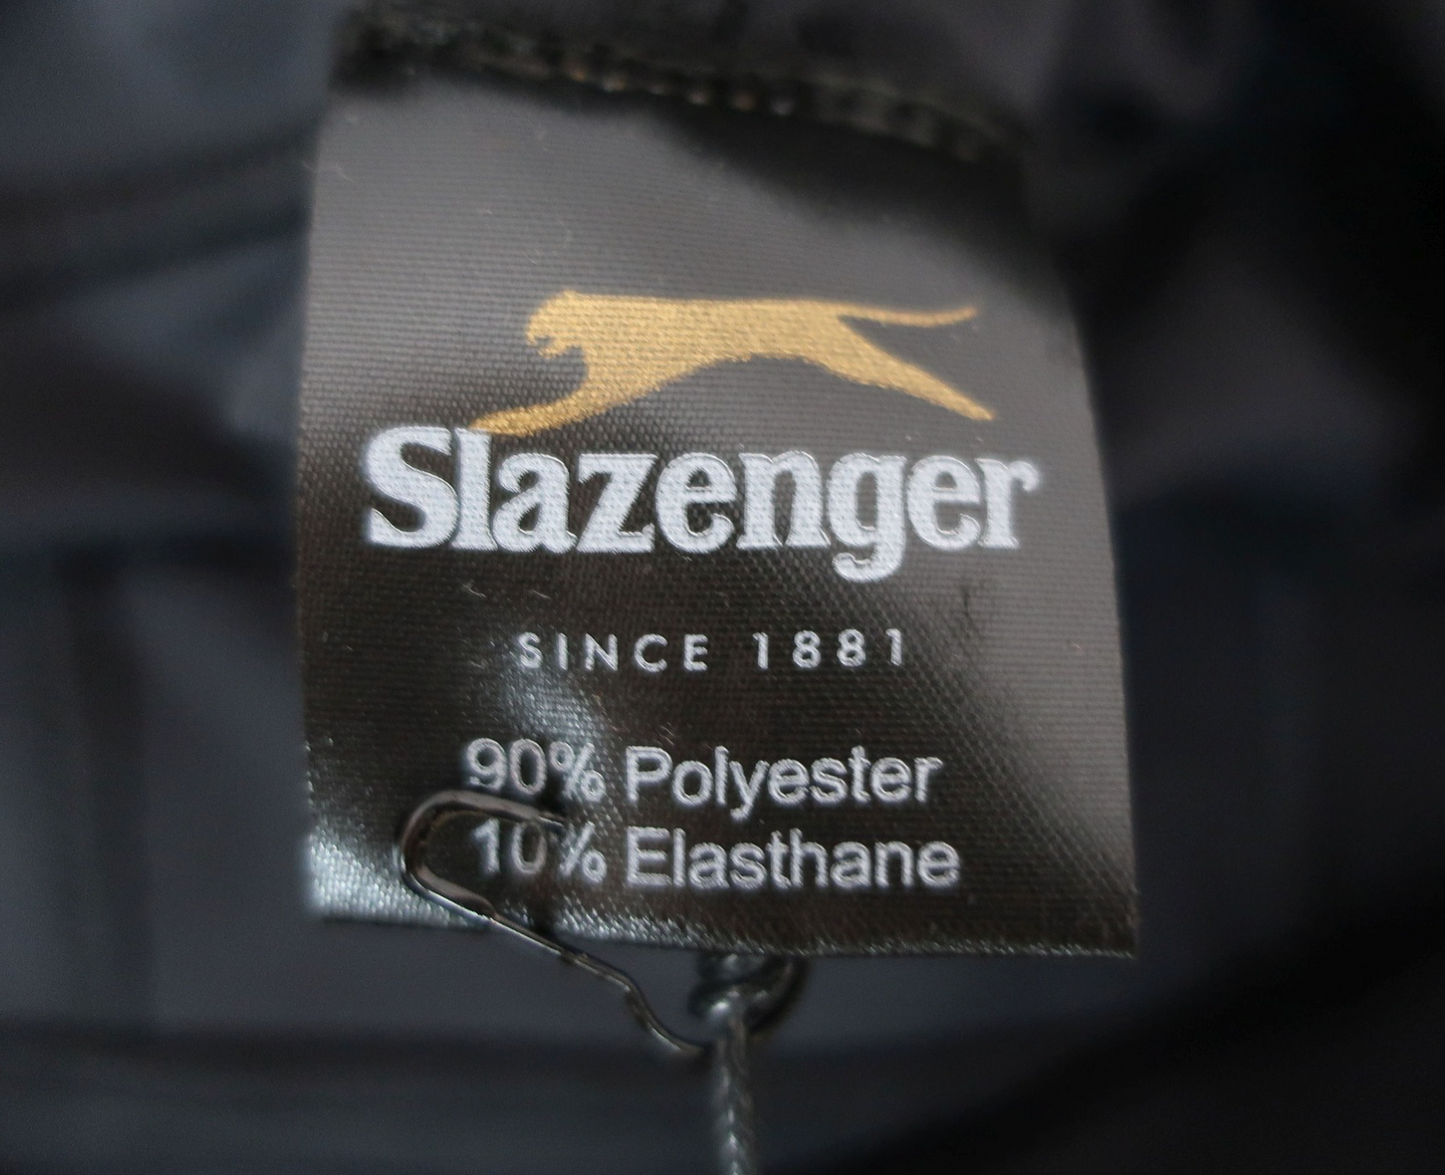 Slazenger
SINCE 1881
90% Polyester
10% Elasthane